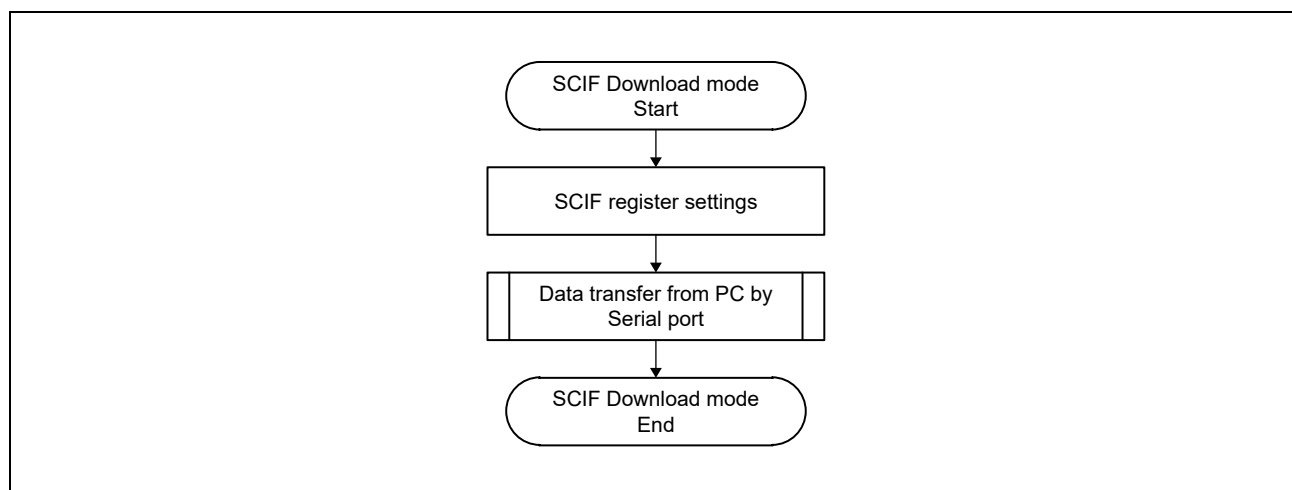 SCIF Download mode
Start
SCIF register settings
Data transfer from PC by
Serial port
SCIF Download mode
End